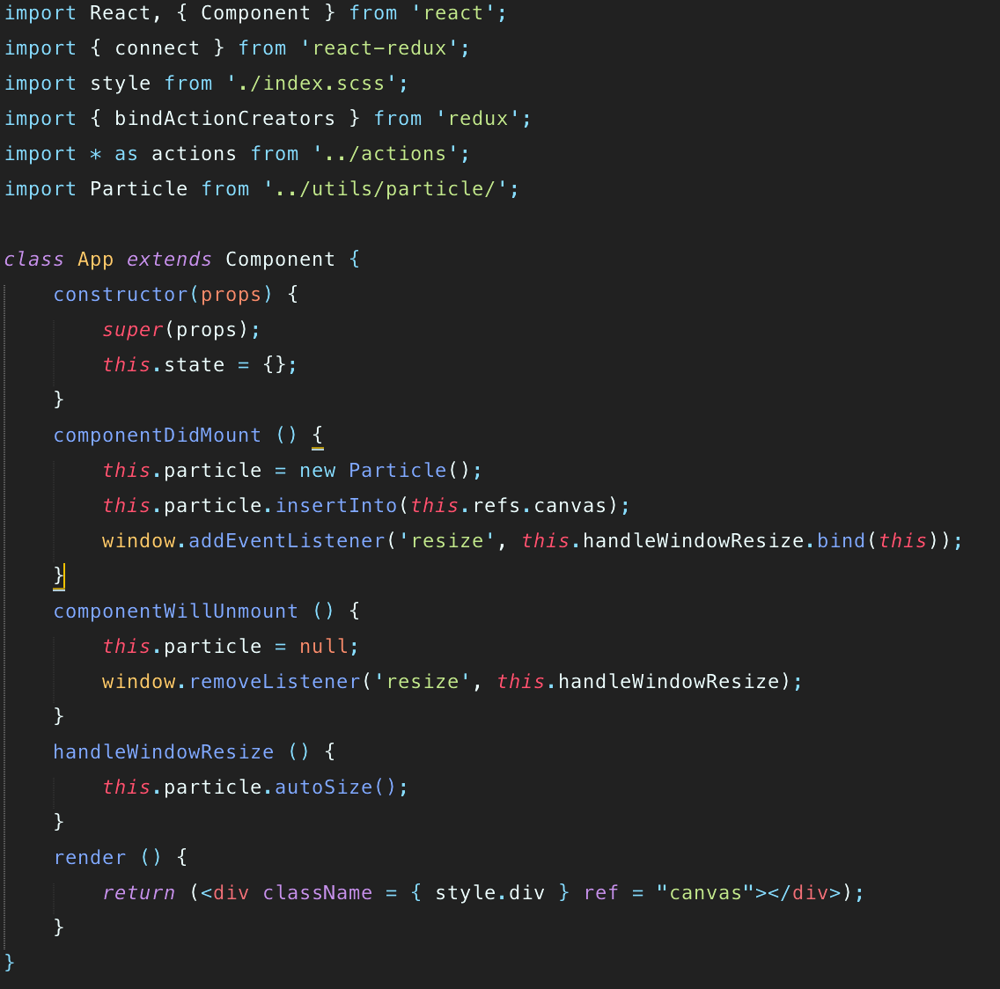 import React, { Component } from 'react';
import { connect } from 'react-redux';
import style from './index.scss';
import { bindActionCreators } from 'redux';
import * as actions from '../actions';
import Particle from '../utils/particle/';

class App extends Component {
    constructor(props) {
        super(props);
        this.state = {};
    }
    componentDidMount () {
        this.particle = new Particle();
        this.particle.insertInto(this.refs.canvas);
        window.addEventListener('resize', this.handleWindowResize.bind(this));
    }
    componentWillUnmount () {
        this.particle = null;
        window.removeListener('resize', this.handleWindowResize);
    }
    handleWindowResize () {
        this.particle.autoSize();
    }
    render () {
        return (<div className = { style.div } ref = "canvas"></div>);
    }
}